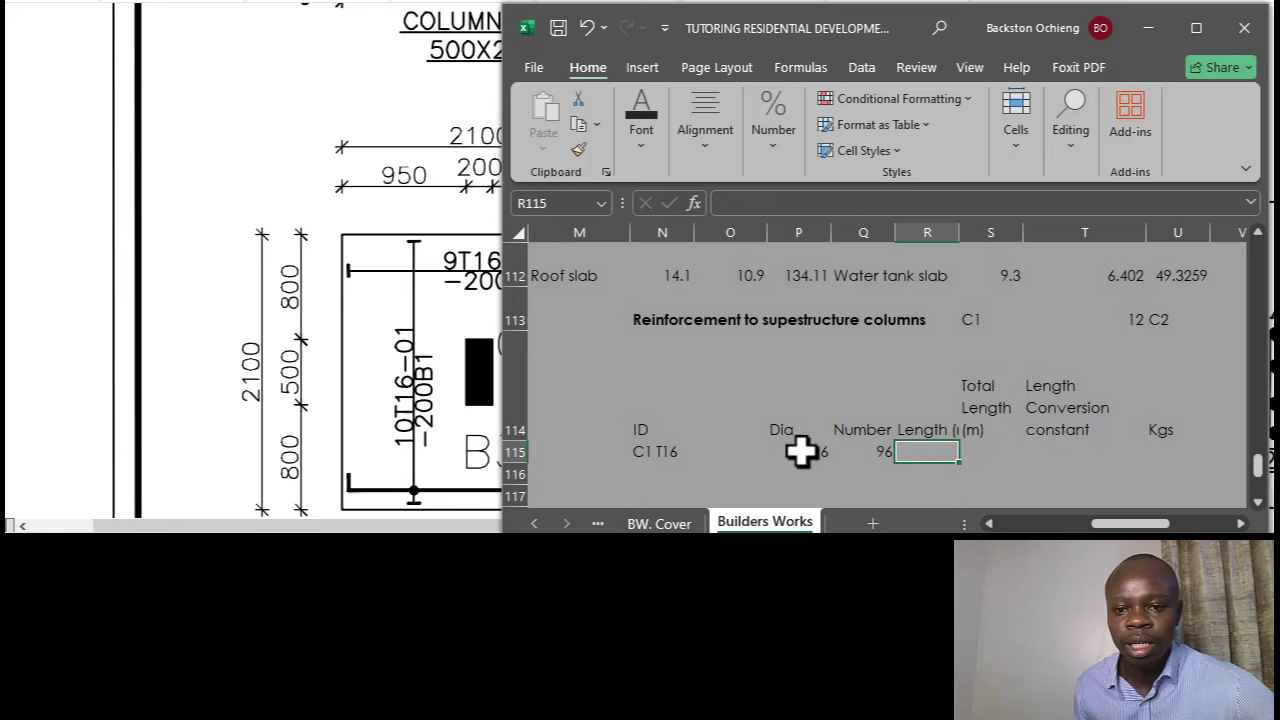 COLUMN
500X2
2100
950
200
9T16
-200
800
500
800
2100
10T16-01
-200B1
TUTORING RESIDENTIAL DEVELOPME...
Backston Ochieng
BO
File
Home
Insert
Page Layout
Formulas
Data
Review
View
Help
Foxit PDF
Share
Paste
Clipboard
Font
Alignment
Number
Conditional Formatting
Format as Table
Cell Styles
Styles
Cells
Editing
Add-ins
Add-ins
R115
fx
M N O P Q R S T U V
112 Roof slab 14.1 10.9 134.11 Water tank slab 9.3 6.402 49.3259
113 Reinforcement to supestructure columns C1 12 C2
Total Length
Length Conversion
114 ID Dia Number Length (m) constant Kgs
115 C1 T16 6 96
116
117
BW. Cover
Builders Works